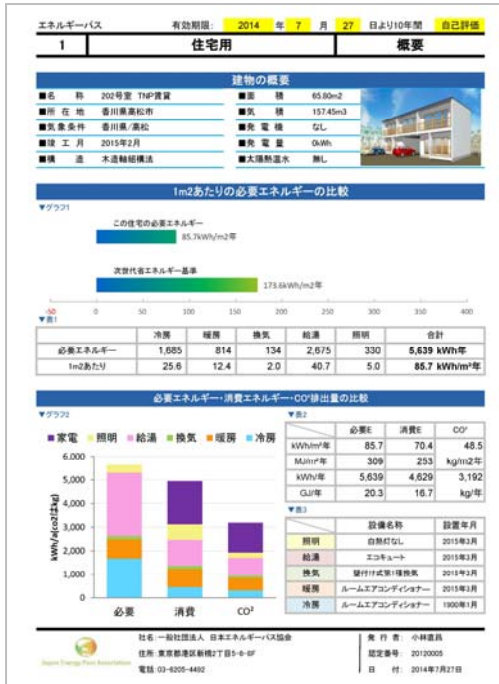 エネルギーパス 有効期限: 2014 年 7 月 27 日より10年間 自己評価
1 住宅用 概要
建物の概要
■名 称 202号室 TNP賃貸 ■面 積 65.80m2
■所 在 地 香川県高松市 ■気 積 157.45m3
■気象条件 香川県/高松 ■発 電 機 なし
■竣 工 月 2015年2月 ■発 電 量 0kWh
■構 造 木造軸組構法 ■太陽熱温水 無し
1m2あたりの必要エネルギーの比較
▼グラフ1
この住宅の必要エネルギー
85.7kWh/m2年
次世代省エネルギー基準
173.6kWh/m2年
-50 0 50 100 150 200 250 300 350 400
▼表1
冷房 暖房 換気 給湯 照明 合計
必要エネルギー 1,685 814 134 2,675 330 5,639 kWh年
1m2あたり 25.6 12.4 2.0 40.7 5.0 85.7 kWh/m²年
必要エネルギー・消費エネルギー・CO²排出量の比較
▼グラフ2
■家電 ■照明 ■給湯 ■換気 ■暖房 ■冷房
kWh/a(co2はkg)
6,000
5,000
4,000
3,000
2,000
1,000
0
必要 消費 CO²
▼表2
必要E 消費E CO²
kWh/m²年 85.7 70.4 48.5
MJ/m²年 309 253 kg/m2年
kWh/年 5,639 4,629 3,192
GJ/年 20.3 16.7 kg/年
▼表3
設備名称 設置年月
照明 白熱灯なし 2015年3月
給湯 エコキュート 2015年3月
換気 壁付け式第1種換気 2015年3月
暖房 ルームエアコンディショナー 2015年3月
冷房 ルームエアコンディショナー 1900年1月
Japan Energy Pass Association
社名:一般社団法人 日本エネルギーパス協会
住所:東京都港区新橋2丁目5-6-6F
電話:03-6205-4492
発 行 者: 小林直昌
認定番号: 20120005
日 付: 2014年7月27日